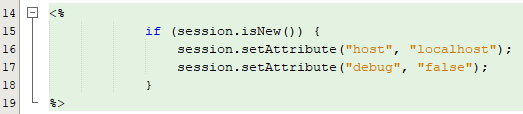 14 <%
15 if (session.isNew()) {
16 session.setAttribute("host", "localhost");
17 session.setAttribute("debug", "false");
18 }
19 %>